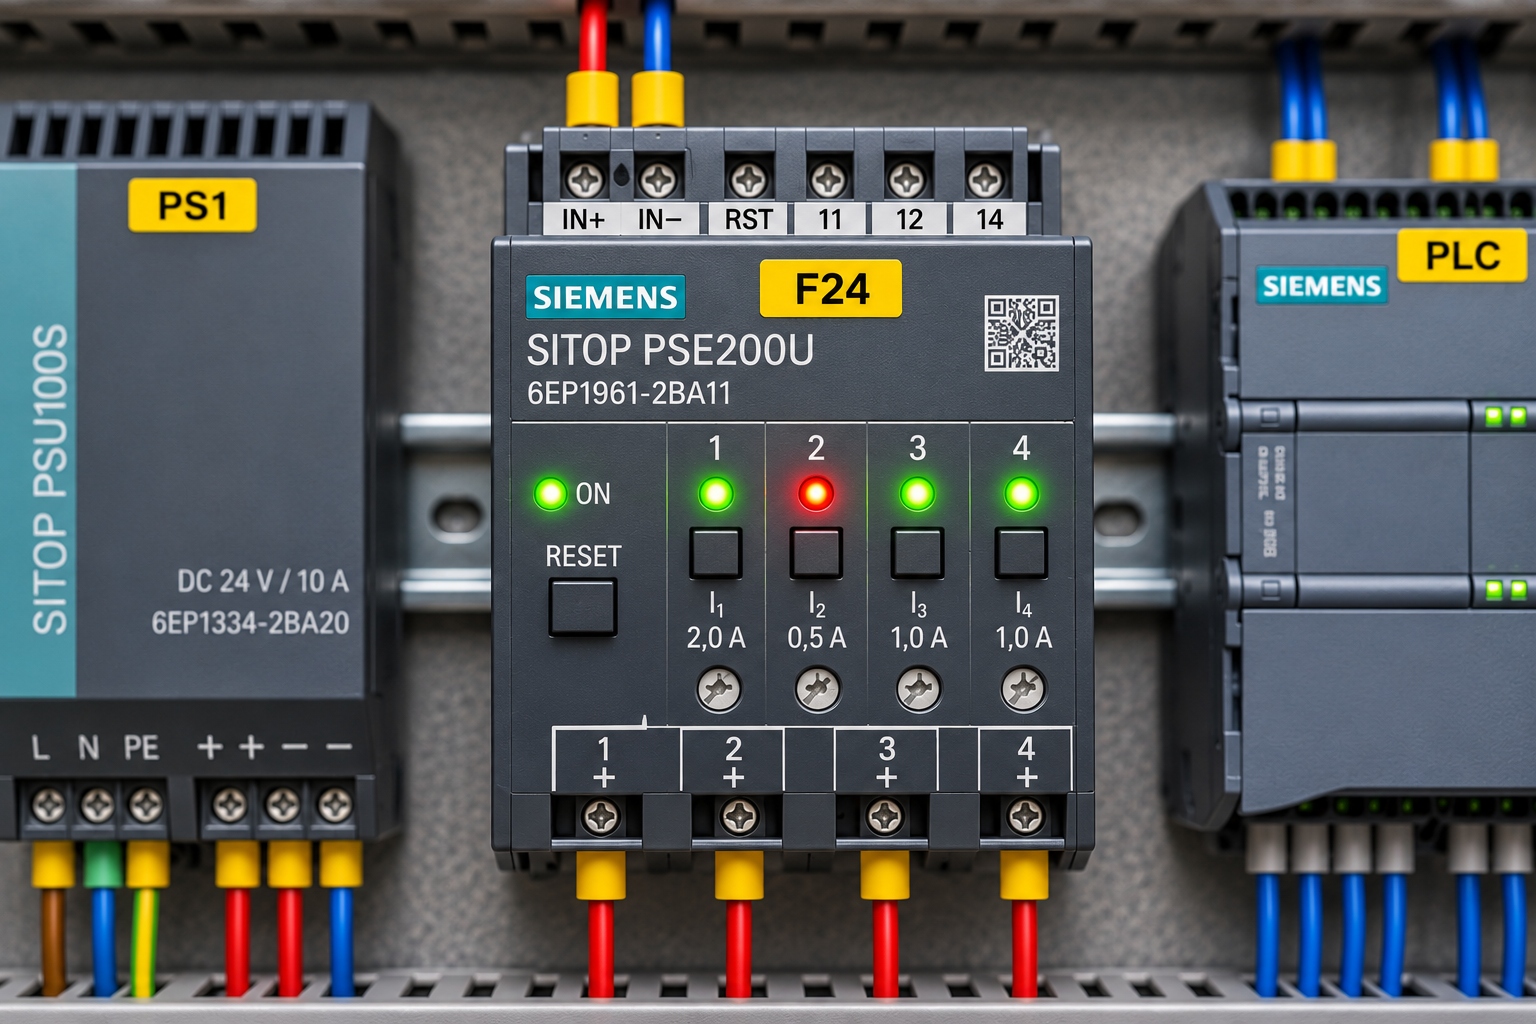 PS1
SITOP PSU100S
DC 24 V / 10 A
6EP1334-2BA20
L N PE + + − −
IN+ IN− RST 11 12 14
SIEMENS
F24
SITOP PSE200U
6EP1961-2BA11
1 2 3 4
ON
RESET
I₁ I₂ I₃ I₄
2,0 A 0,5 A 1,0 A 1,0 A
1 2 3 4
+ + + +
PLC
SIEMENS